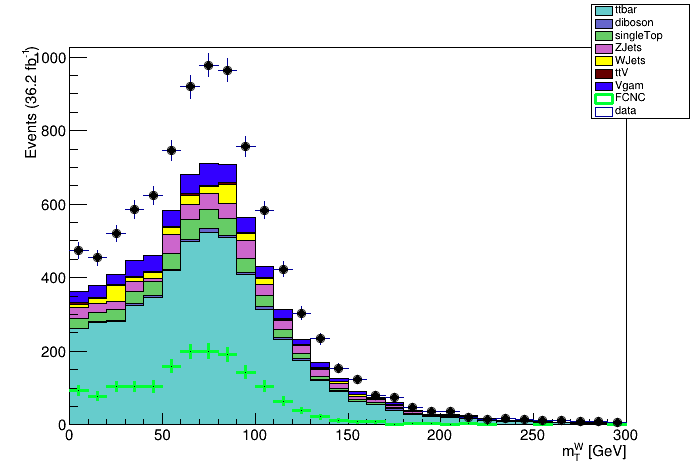 ttbar
diboson
singleTop
ZJets
WJets
ttV
Vgam
FCNC
data
Events (36.2 fb⁻¹)
1000
800
600
400
200
0
0 50 100 150 200 250 300
m_T^W [GeV]